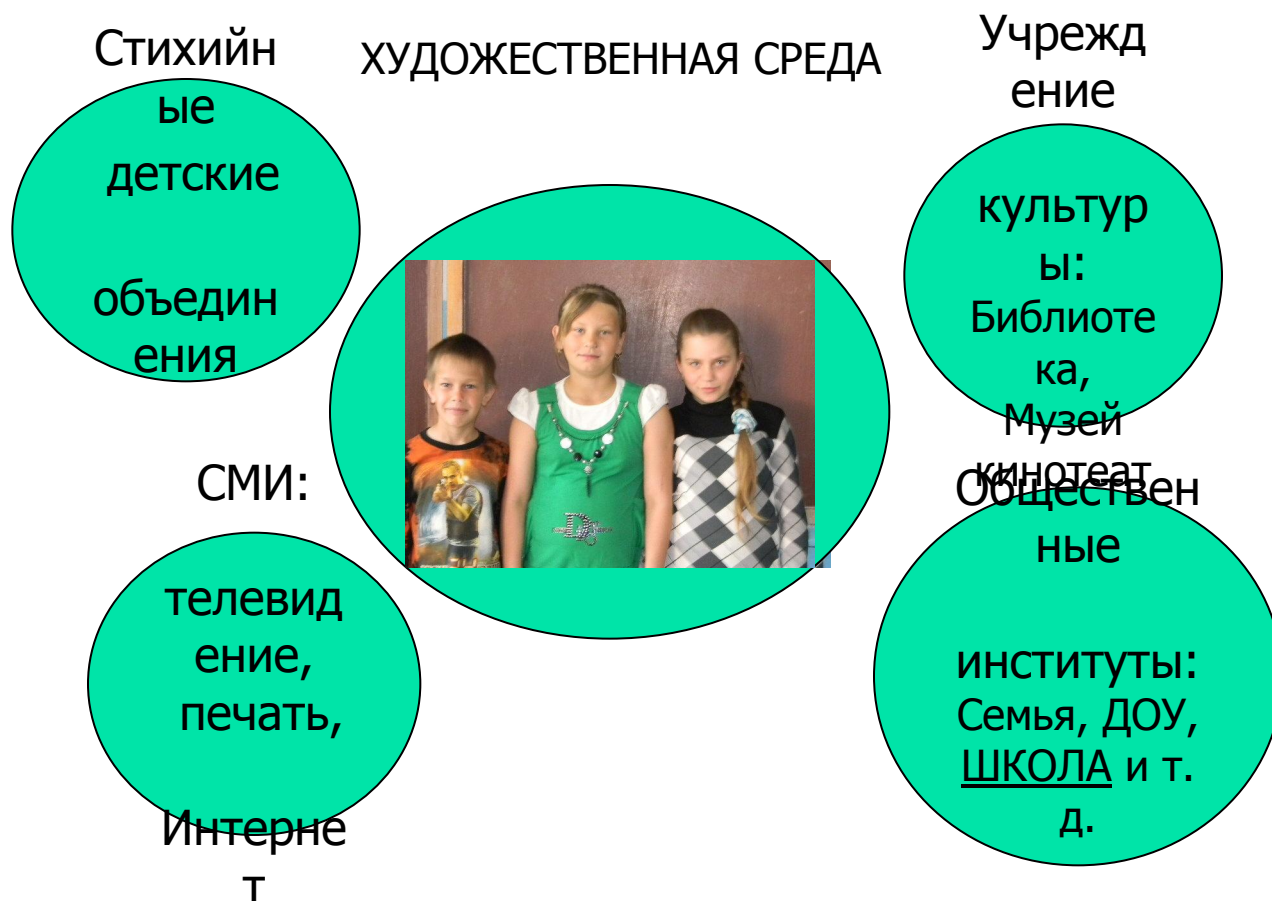 ХУДОЖЕСТВЕННАЯ СРЕДА
Стихийн
ые
детские
объедин
ения
Учрежд
ение
культур
ы:
Библиоте
ка,
Музей
кинотеат
СМИ:
телевид
ение,
печать,
Интерне
т
Обществен
ные
институты:
Семья, ДОУ,
ШКОЛА и т.
д.